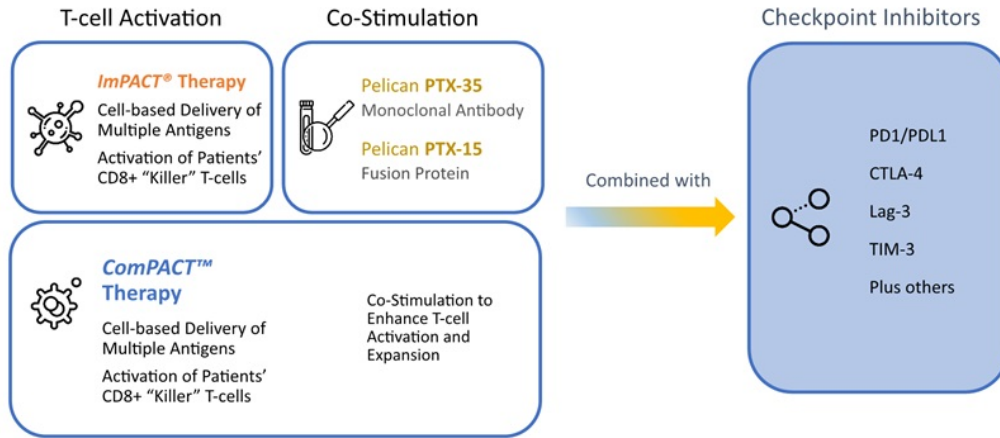 T-cell Activation
Co-Stimulation
Checkpoint Inhibitors
ImPACT® Therapy
Cell-based Delivery of
Multiple Antigens
Activation of Patients’
CD8+ “Killer” T-cells
Pelican PTX-35
Monoclonal Antibody
Pelican PTX-15
Fusion Protein
ComPACT™
Therapy
Cell-based Delivery of
Multiple Antigens
Activation of Patients’
CD8+ “Killer” T-cells
Co-Stimulation to
Enhance T-cell
Activation and
Expansion
Combined with
PD1/PDL1
CTLA-4
Lag-3
TIM-3
Plus others